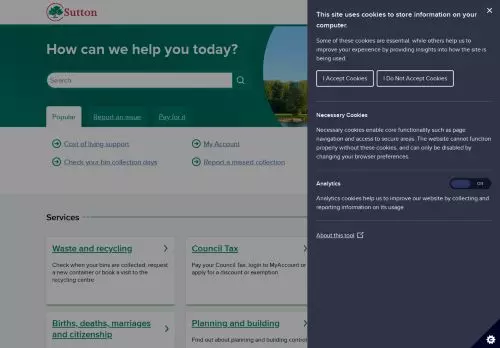 Sutton
How can we help you today?
Search
Popular
Report an issue
Pay for it
Cost of living support
My Account
Check your bin collection days
Report a missed collection
Services
Waste and recycling
Check when your bins are collected, request
a new container or book a visit to the
recycling centre
Council Tax
Pay your Council Tax, login to MyAccount or
apply for a discount or exemption
Births, deaths, marriages
and citizenship
Planning and building
Find out about planning and building control
This site uses cookies to store information on your
computer.
Some of these cookies are essential, while others help us to
improve your experience by providing insights into how the site is
being used.
I Accept Cookies
I Do Not Accept Cookies
Necessary Cookies
Necessary cookies enable core functionality such as page
navigation and access to secure areas. The website cannot function
properly without these cookies, and can only be disabled by
changing your browser preferences.
Analytics
Off
Analytics cookies help us to improve our website by collecting and
reporting information on its usage
About this tool